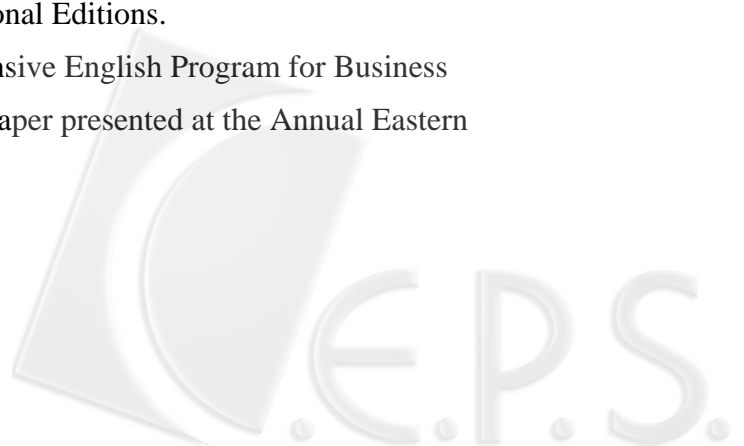 onal Editions.
nsive English Program for Business
aper presented at the Annual Eastern
C.E.P.S.